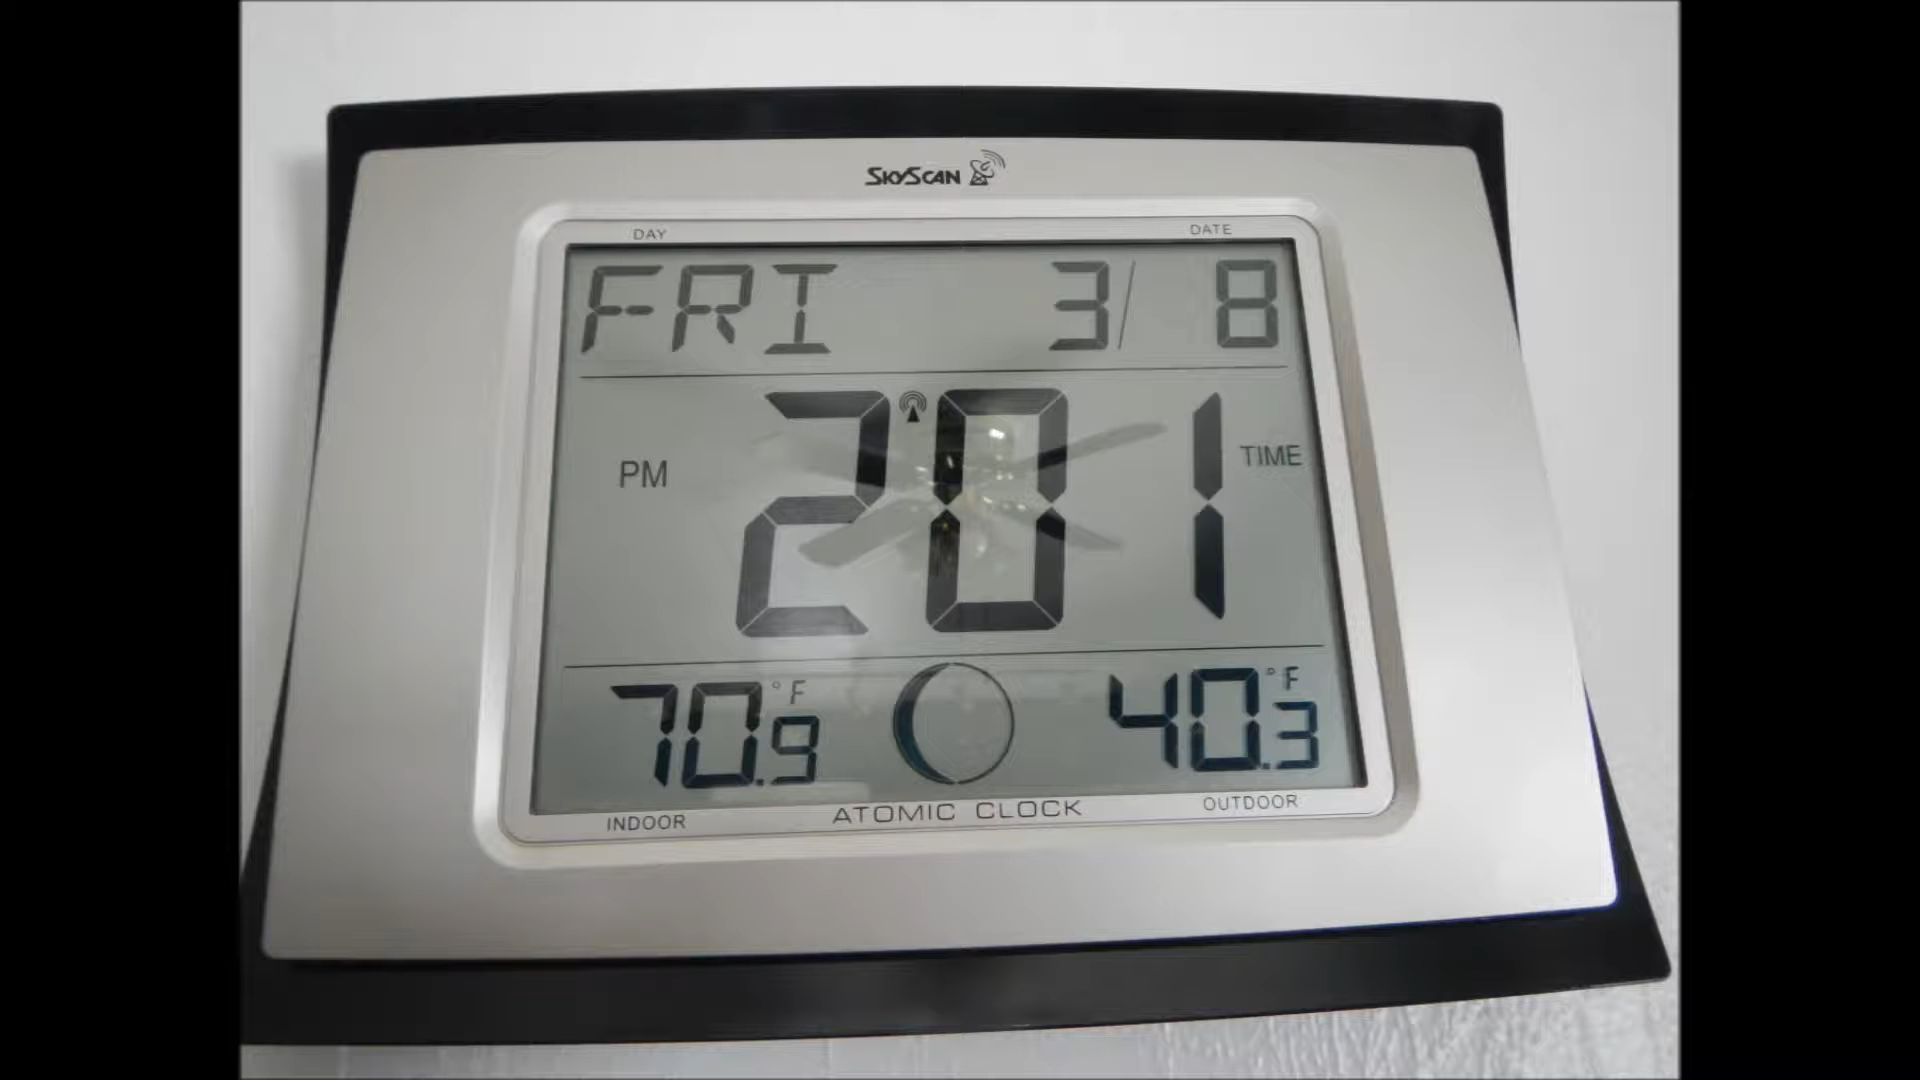 SKYSCAN
DAY DATE
FRI 3/ 8
PM 2 01 TIME
70.9 °F 40.3 °F
INDOOR ATOMIC CLOCK OUTDOOR